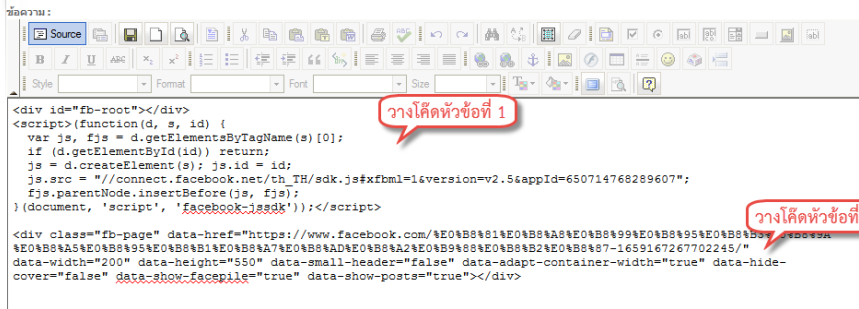 ข้อความ :
Source
B I U ABC x₂ x²
Style Format Font Size
<div id="fb-root"></div>
วางโค๊ดหัวข้อที่ 1
<script>(function(d, s, id) {
  var js, fjs = d.getElementsByTagName(s)[0];
  if (d.getElementById(id)) return;
  js = d.createElement(s); js.id = id;
  js.src = "//connect.facebook.net/th_TH/sdk.js#xfbml=1&version=v2.5&appId=650714768289607";
  fjs.parentNode.insertBefore(js, fjs);
}(document, 'script', 'facebook-jssdk'));</script>
วางโค๊ดหัวข้อที่
<div class="fb-page" data-href="https://www.facebook.com/%E0%B8%81%E0%B8%A8%E0%B8%99%E0%B8%95%E0%B8%B3
%E0%B8%A5%E0%B8%95%E0%B8%B1%E0%B8%A7%E0%B8%AD%E0%B8%A2%E0%B9%88%E0%B8%B2%E0%B8%87-1659167267702245/"
data-width="200" data-height="550" data-small-header="false" data-adapt-container-width="true" data-hide-
cover="false" data-show-facepile="true" data-show-posts="true"></div>